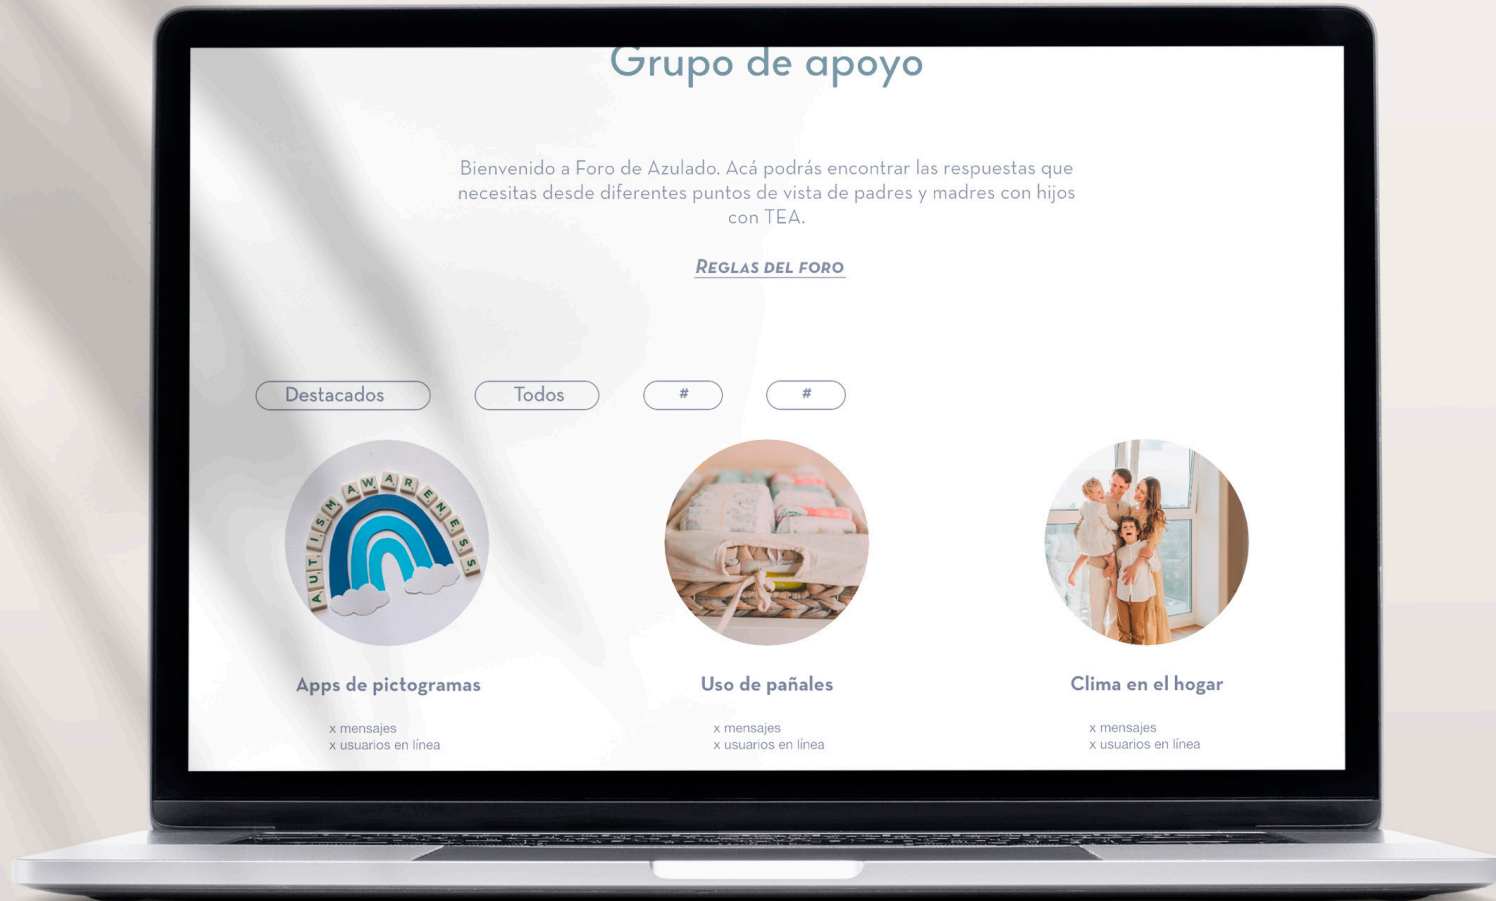 Grupo de apoyo
Bienvenido a Foro de Azulado. Acá podrás encontrar las respuestas que
necesitas desde diferentes puntos de vista de padres y madres con hijos
con TEA.
REGLAS DEL FORO
Destacados
Todos
#
#
AUTISM AWARENESS
Apps de pictogramas
x mensajes
x usuarios en línea
Uso de pañales
x mensajes
x usuarios en línea
Clima en el hogar
x mensajes
x usuarios en línea